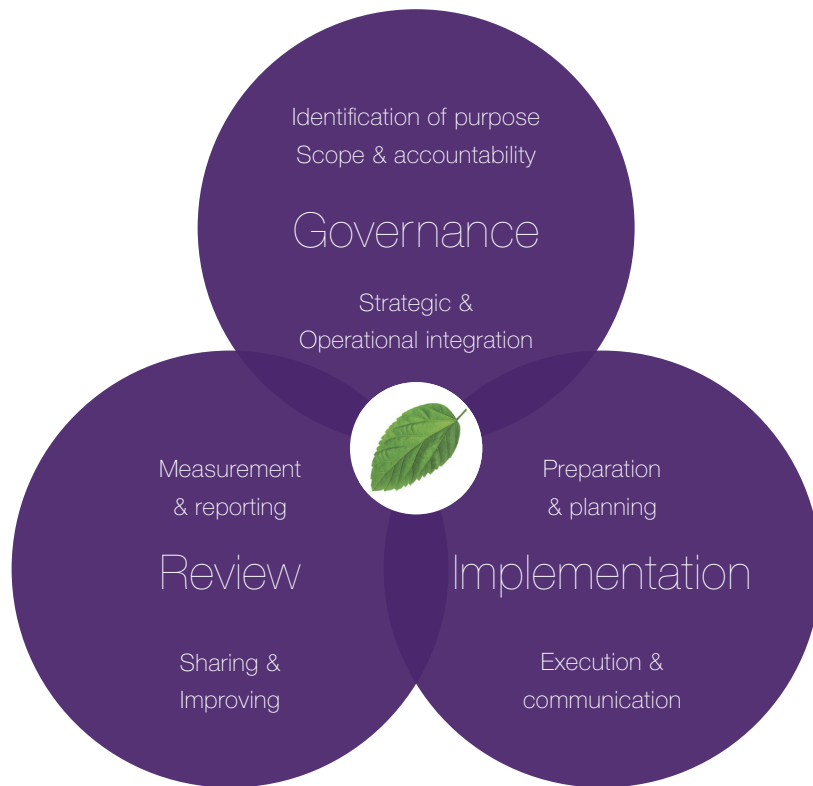 Identification of purpose
Scope & accountability
Governance
Strategic &
Operational integration
Measurement
& reporting
Review
Sharing &
Improving
Preparation
& planning
Implementation
Execution &
communication